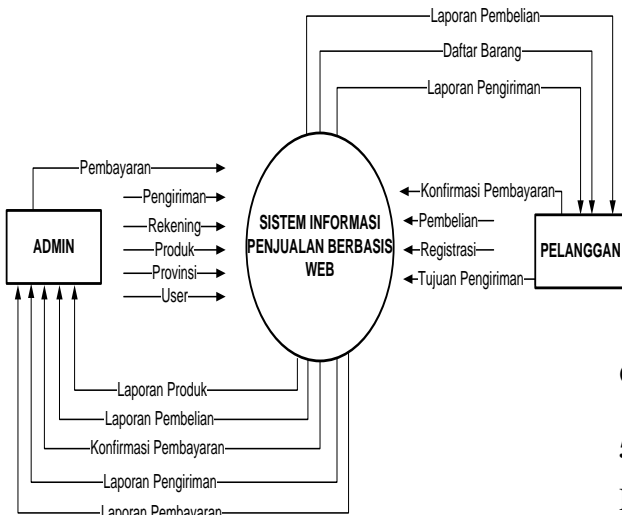 Laporan Pembelian
Daftar Barang
Laporan Pengiriman
Pembayaran
Pengiriman
Rekening
Produk
Provinsi
User
ADMIN
SISTEM INFORMASI
PENJUALAN BERBASIS
WEB
Konfirmasi Pembayaran
Pembelian
Registrasi
Tujuan Pengiriman
PELANGGAN
Laporan Produk
Laporan Pembelian
Konfirmasi Pembayaran
Laporan Pengiriman
Laporan Pembayaran